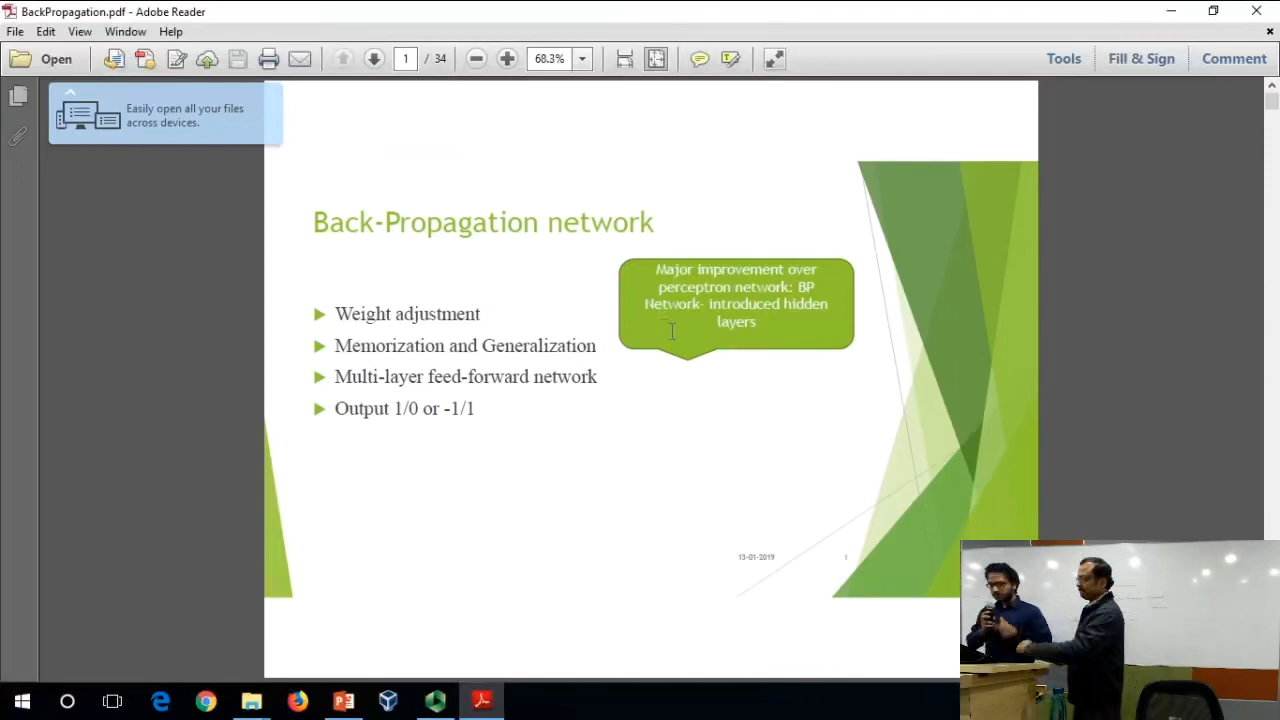 BackPropagation.pdf - Adobe Reader
File Edit View Window Help
Open 1 / 34 68.3% Tools Fill & Sign Comment
Easily open all your files
across devices.
Back-Propagation network
Major improvement over
perceptron network: BP
Network- introduced hidden
layers
Weight adjustment
Memorization and Generalization
Multi-layer feed-forward network
Output 1/0 or -1/1
13-01-2019 1